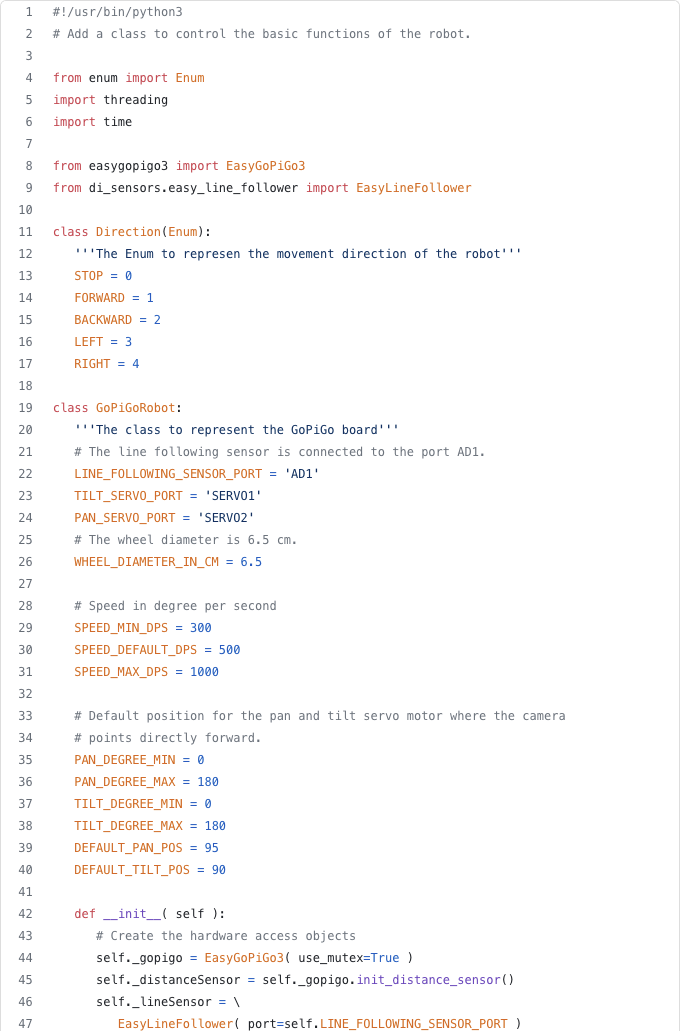 1 #!/usr/bin/python3
2 # Add a class to control the basic functions of the robot.
3
4 from enum import Enum
5 import threading
6 import time
7
8 from easygopigo3 import EasyGoPiGo3
9 from di_sensors.easy_line_follower import EasyLineFollower
10
11 class Direction(Enum):
12    '''The Enum to represen the movement direction of the robot'''
13    STOP = 0
14    FORWARD = 1
15    BACKWARD = 2
16    LEFT = 3
17    RIGHT = 4
18
19 class GoPiGoRobot:
20    '''The class to represent the GoPiGo board'''
21    # The line following sensor is connected to the port AD1.
22    LINE_FOLLOWING_SENSOR_PORT = 'AD1'
23    TILT_SERVO_PORT = 'SERVO1'
24    PAN_SERVO_PORT = 'SERVO2'
25    # The wheel diameter is 6.5 cm.
26    WHEEL_DIAMETER_IN_CM = 6.5
27
28    # Speed in degree per second
29    SPEED_MIN_DPS = 300
30    SPEED_DEFAULT_DPS = 500
31    SPEED_MAX_DPS = 1000
32
33    # Default position for the pan and tilt servo motor where the camera
34    # points directly forward.
35    PAN_DEGREE_MIN = 0
36    PAN_DEGREE_MAX = 180
37    TILT_DEGREE_MIN = 0
38    TILT_DEGREE_MAX = 180
39    DEFAULT_PAN_POS = 95
40    DEFAULT_TILT_POS = 90
41
42    def __init__( self ):
43       # Create the hardware access objects
44       self._gopigo = EasyGoPiGo3( use_mutex=True )
45       self._distanceSensor = self._gopigo.init_distance_sensor()
46       self._lineSensor = \
47          EasyLineFollower( port=self.LINE_FOLLOWING_SENSOR_PORT )